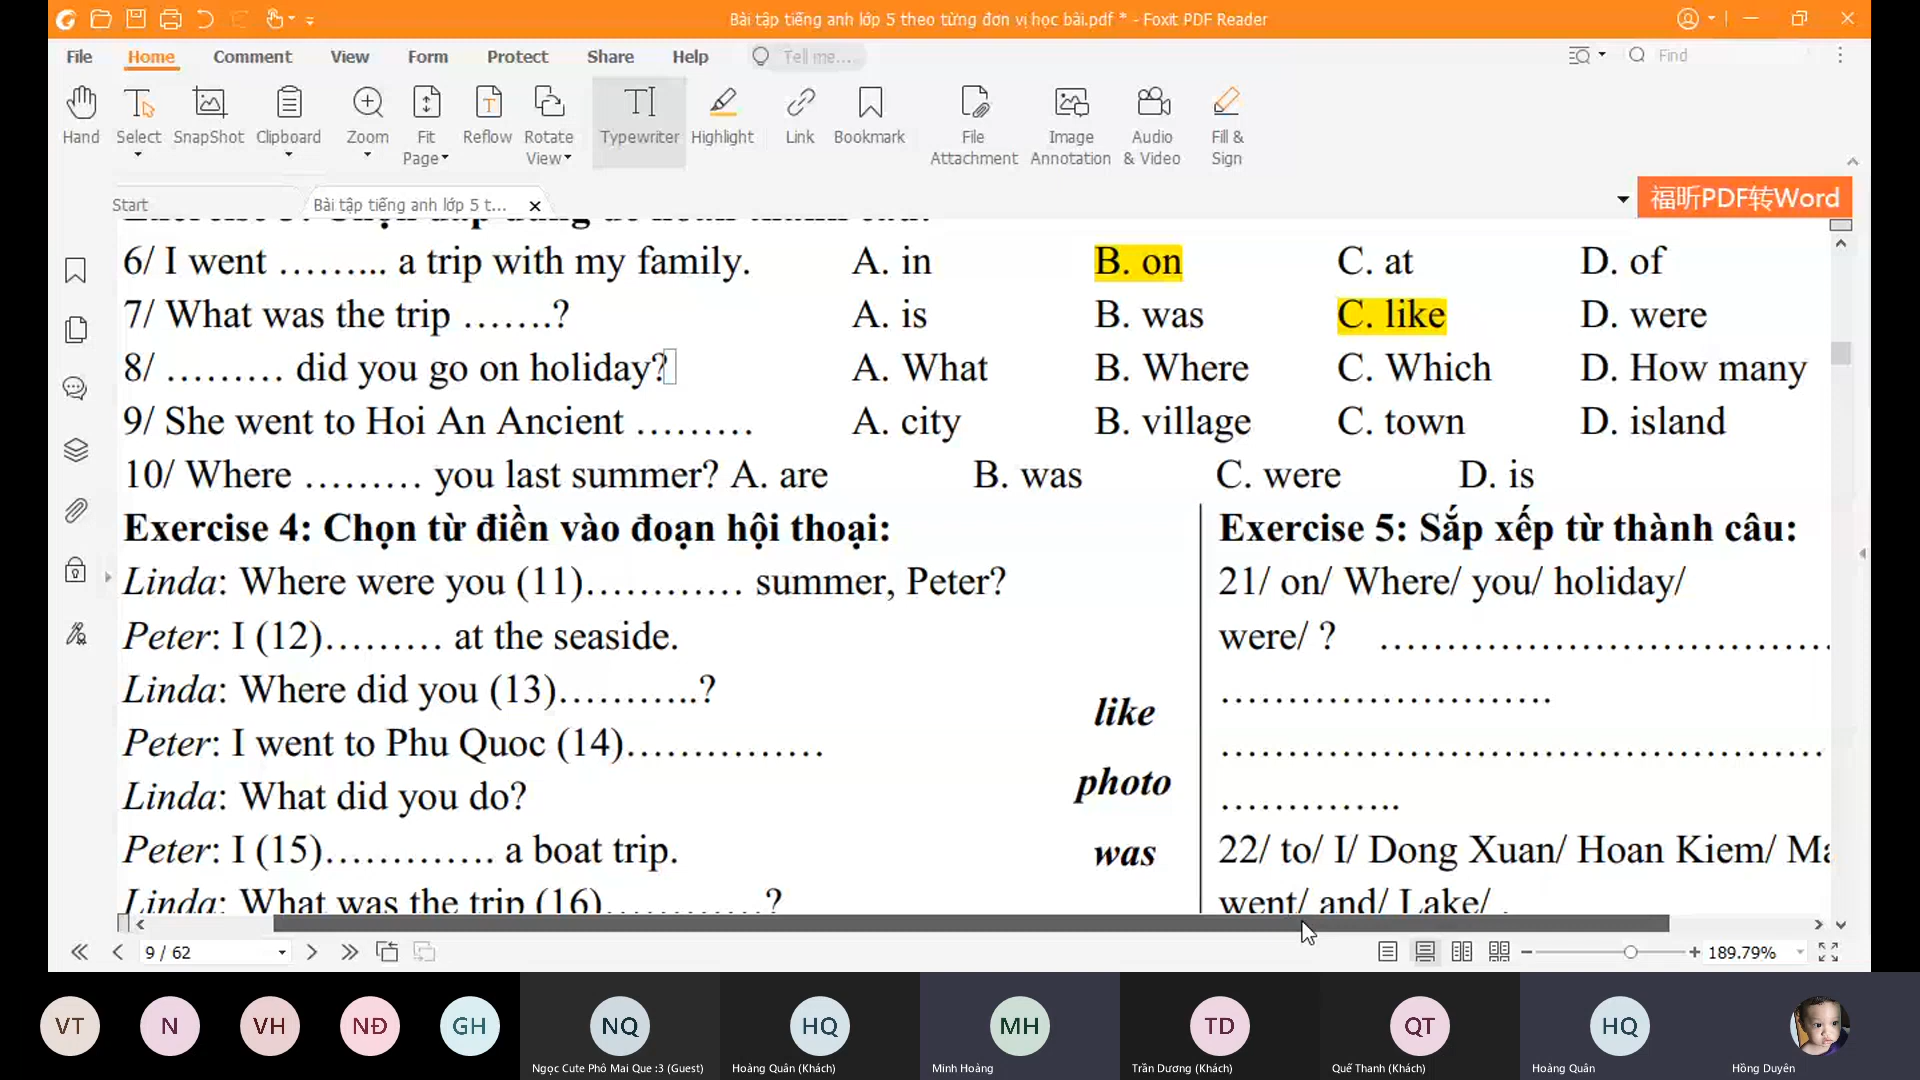 Bài tập tiếng anh lớp 5 theo từng đơn vị học bài.pdf * - Foxit PDF Reader
File Home Comment View Form Protect Share Help Tell me... Find
Hand Select SnapShot Clipboard Zoom Fit Page Reflow Rotate View Typewriter Highlight Link Bookmark File Attachment Image Annotation Audio & Video Fill & Sign
Start Bài tập tiếng anh lớp 5 t... 福昕PDF转Word
6/ I went ……... a trip with my family. A. in B. on C. at D. of
7/ What was the trip …….? A. is B. was C. like D. were
8/ ……… did you go on holiday? A. What B. Where C. Which D. How many
9/ She went to Hoi An Ancient ……… A. city B. village C. town D. island
10/ Where ……… you last summer? A. are B. was C. were D. is
Exercise 4: Chọn từ điền vào đoạn hội thoại:
Linda: Where were you (11)………… summer, Peter?
Peter: I (12)……… at the seaside.
Linda: Where did you (13)………..?
Peter: I went to Phu Quoc (14)……………
Linda: What did you do?
Peter: I (15)…………. a boat trip.
Linda: What was the trip (16)…………?
like
photo
was
Exercise 5: Sắp xếp từ thành câu:
21/ on/ Where/ you/ holiday/
were/ ? ……………………………
…………………….
………………………………………
…………..
22/ to/ I/ Dong Xuan/ Hoan Kiem/
went/ and/ Lake/ .
9 / 62 189.79%
VT N VH NĐ GH NQ HQ MH TD QT HQ
Ngọc Cute Phô Mai Que :3 (Guest) Hoàng Quân (Khách) Minh Hoàng Trần Dương (Khách) Quế Thanh (Khách) Hoàng Quân Hồng Duyên